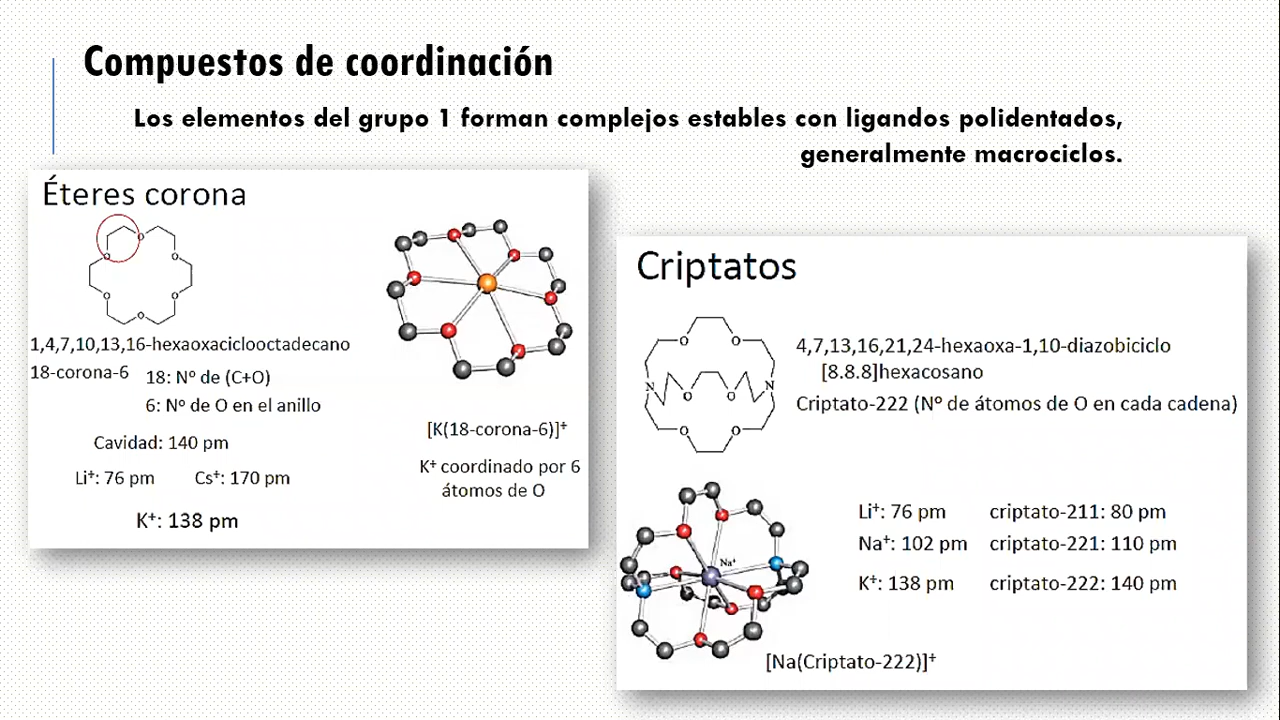 Compuestos de coordinación
Los elementos del grupo 1 forman complejos estables con ligandos polidentados,
generalmente macrociclos.
Éteres corona
O
O
O
O
O
O
1,4,7,10,13,16-hexaoxaciclooctadecano
18-corona-6
18: Nº de (C+O)
6: Nº de O en el anillo
Cavidad: 140 pm
Li⁺: 76 pm Cs⁺: 170 pm
K⁺: 138 pm
[K(18-corona-6)]⁺
K⁺ coordinado por 6
átomos de O
Criptatos
O O
N O O N
O O
4,7,13,16,21,24-hexaoxa-1,10-diazobiciclo
[8.8.8]hexacosano
Criptato-222 (Nº de átomos de O en cada cadena)
Na⁺
Li⁺: 76 pm criptato-211: 80 pm
Na⁺: 102 pm criptato-221: 110 pm
K⁺: 138 pm criptato-222: 140 pm
[Na(Criptato-222)]⁺